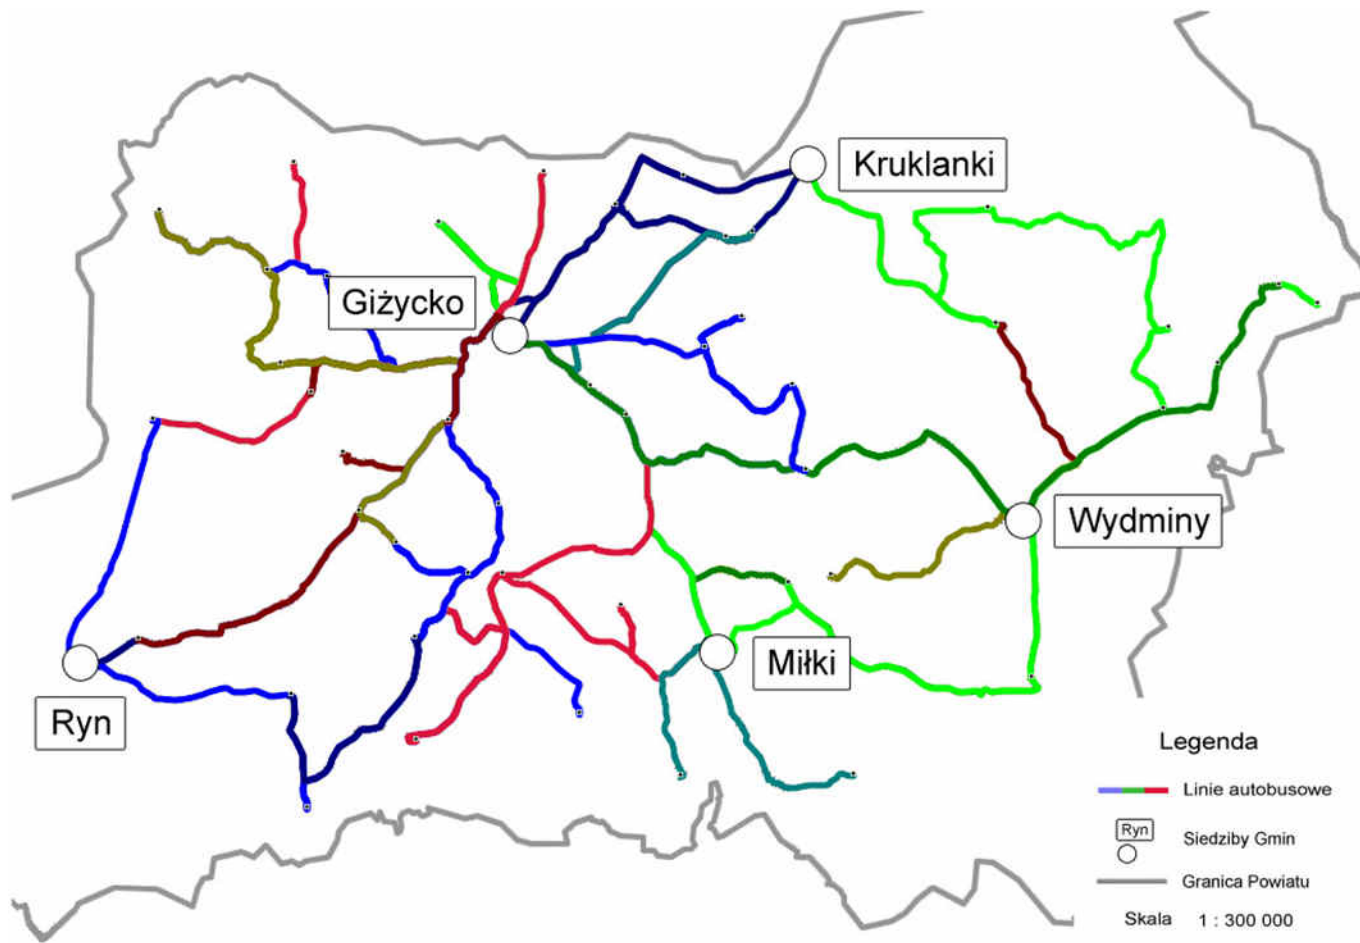 Kruklanki
Giżycko
Wydminy
Miłki
Ryn
Legenda
Linie autobusowe
Ryn
Siedziby Gmin
Granica Powiatu
Skala 1 : 300 000